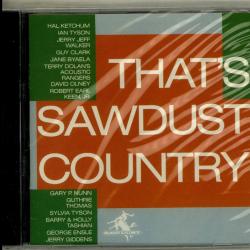 HAL KETCHUM
IAN TYSON
JERRY JEFF
WALKER
GUY CLARK
JANE BYAELA
TERRY DOLAN'S
ACOUSTIC
RANGERS
DAVID OLNEY
ROBERT EARL
KEEN, JR.
THAT'S
SAWDUST
COUNTRY
GARY P. NUNN
GUTHRIE
THOMAS
SYLVIA TYSON
BARRY & HOLLY
TASHIAN
GEORGE ENSLE
JERRY GIDDENS